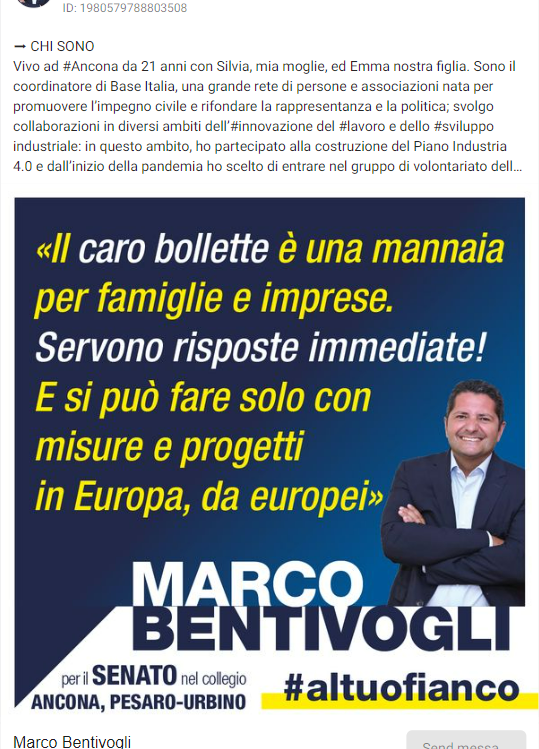 ID: 1980579788803508
→ CHI SONO
Vivo ad #Ancona da 21 anni con Silvia, mia moglie, ed Emma nostra figlia. Sono il
coordinatore di Base Italia, una grande rete di persone e associazioni nata per
promuovere l'impegno civile e rifondare la rappresentanza e la politica; svolgo
collaborazioni in diversi ambiti dell'#innovazione del #lavoro e dello #sviluppo
industriale: in questo ambito, ho partecipato alla costruzione del Piano Industria
4.0 e dall'inizio della pandemia ho scelto di entrare nel gruppo di volontariato dell...
«Il caro bollette è una mannaia
per famiglie e imprese.
Servono risposte immediate!
E si può fare solo con
misure e progetti
in Europa, da europei»
MARCO
BENTIVOGLI
per il SENATO nel collegio
ANCONA, PESARO-URBINO
#altuofianco
Marco Bentivogli
Send messa...